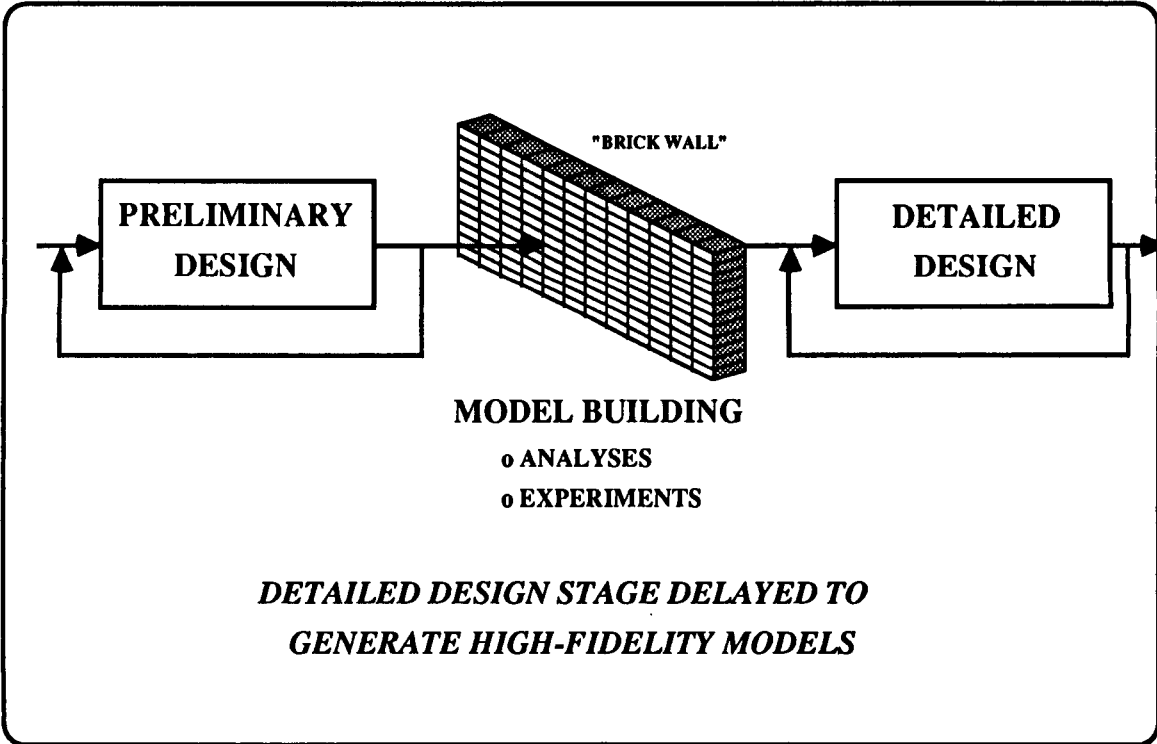 "BRICK WALL"
PRELIMINARY
DESIGN
DETAILED
DESIGN
MODEL BUILDING
o ANALYSES
o EXPERIMENTS
DETAILED DESIGN STAGE DELAYED TO
GENERATE HIGH-FIDELITY MODELS